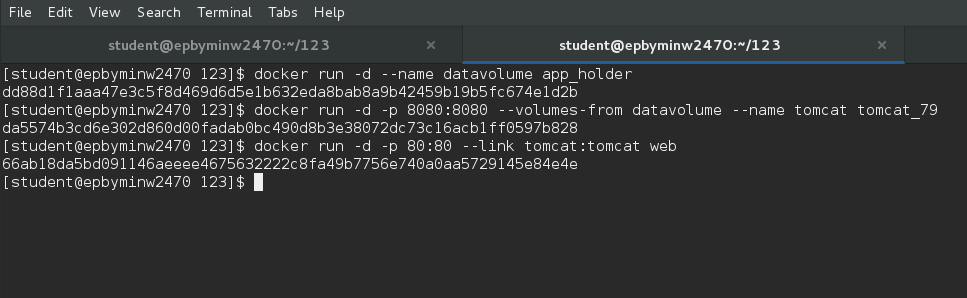 File Edit View Search Terminal Tabs Help
student@epbyminw2470:~/123 × student@epbyminw2470:~/123 ×
[student@epbyminw2470 123]$ docker run -d --name datavolume app_holder
dd88d1f1aaa47e3c5f8d469d6d5e1b632eda8bab8a9b42459b19b5fc674e1d2b
[student@epbyminw2470 123]$ docker run -d -p 8080:8080 --volumes-from datavolume --name tomcat tomcat_79
da5574b3cd6e302d860d00fadab0bc490d8b3e38072dc73c16acb1ff0597b828
[student@epbyminw2470 123]$ docker run -d -p 80:80 --link tomcat:tomcat web
66ab18da5bd091146aeeee4675632222c8fa49b7756e740a0aa5729145e84e4e
[student@epbyminw2470 123]$